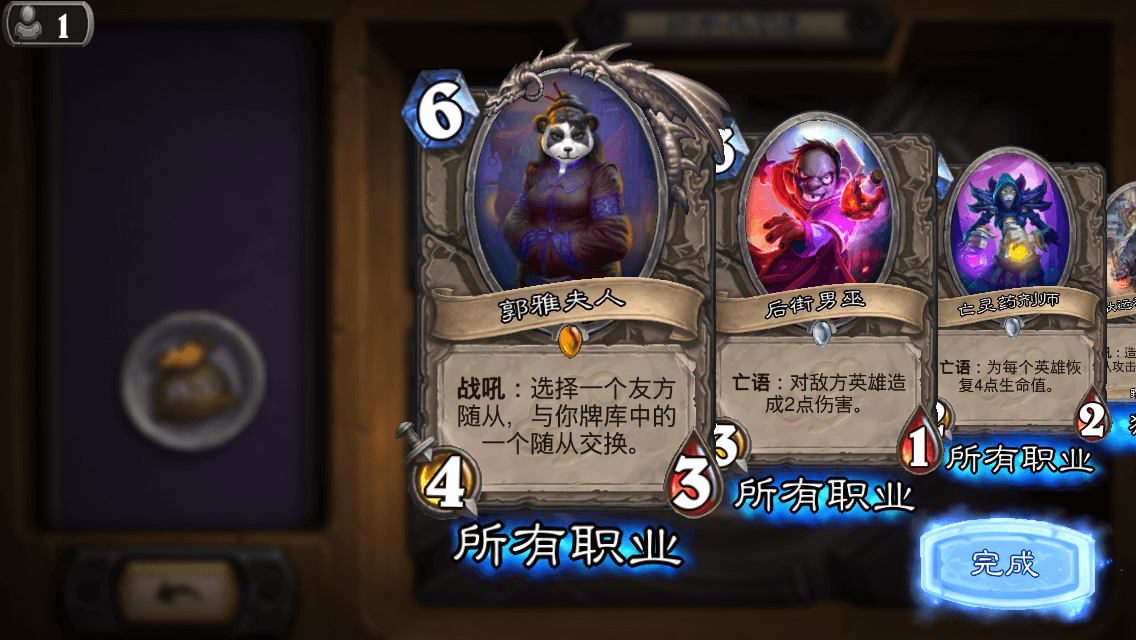 1
6
郭雅夫人
战吼：选择一个友方
随从，与你牌库中的
一个随从交换。
4
3
所有职业
后街男巫
亡语：对敌方英雄造
成2点伤害。
3
1
所有职业
亡灵药剂师
亡语：为每个英雄恢
复4点生命值。
2
2
所有职业
完成